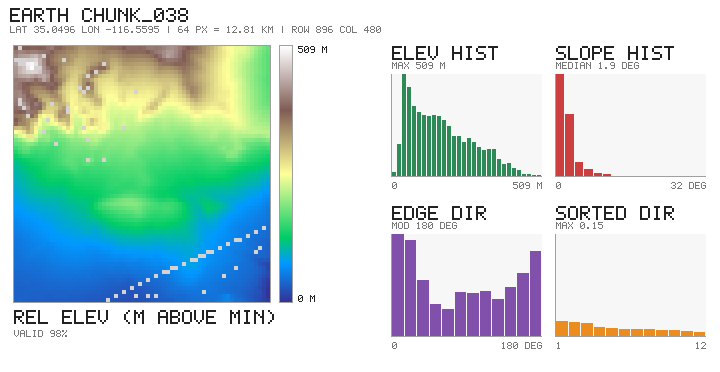 EARTH CHUNK_038
LAT 35.0496 LON -116.5595 | 64 PX = 12.81 KM | ROW 896 COL 480
509 M
0 M
REL ELEV (M ABOVE MIN)
VALID 98%
ELEV HIST
MAX 509 M
0 509 M
SLOPE HIST
MEDIAN 1.9 DEG
0 32 DEG
EDGE DIR
MOD 180 DEG
0 180 DEG
SORTED DIR
MAX 0.15
1 12